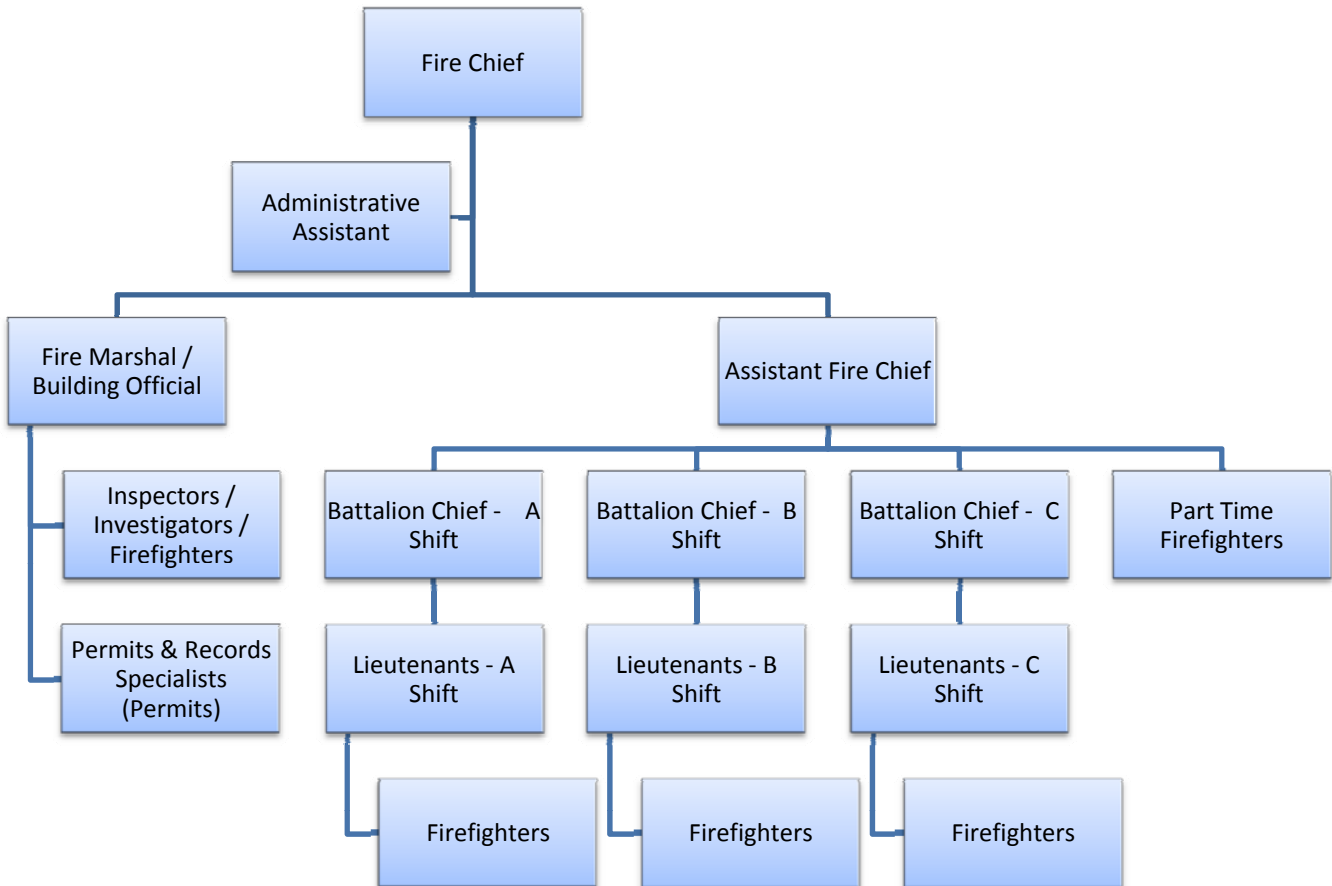 Fire Chief
Administrative
Assistant
Fire Marshal /
Building Official
Assistant Fire Chief
Inspectors /
Investigators /
Firefighters
Battalion Chief - A
Shift
Battalion Chief - B
Shift
Battalion Chief - C
Shift
Part Time
Firefighters
Permits & Records
Specialists
(Permits)
Lieutenants - A
Shift
Lieutenants - B
Shift
Lieutenants - C
Shift
Firefighters
Firefighters
Firefighters